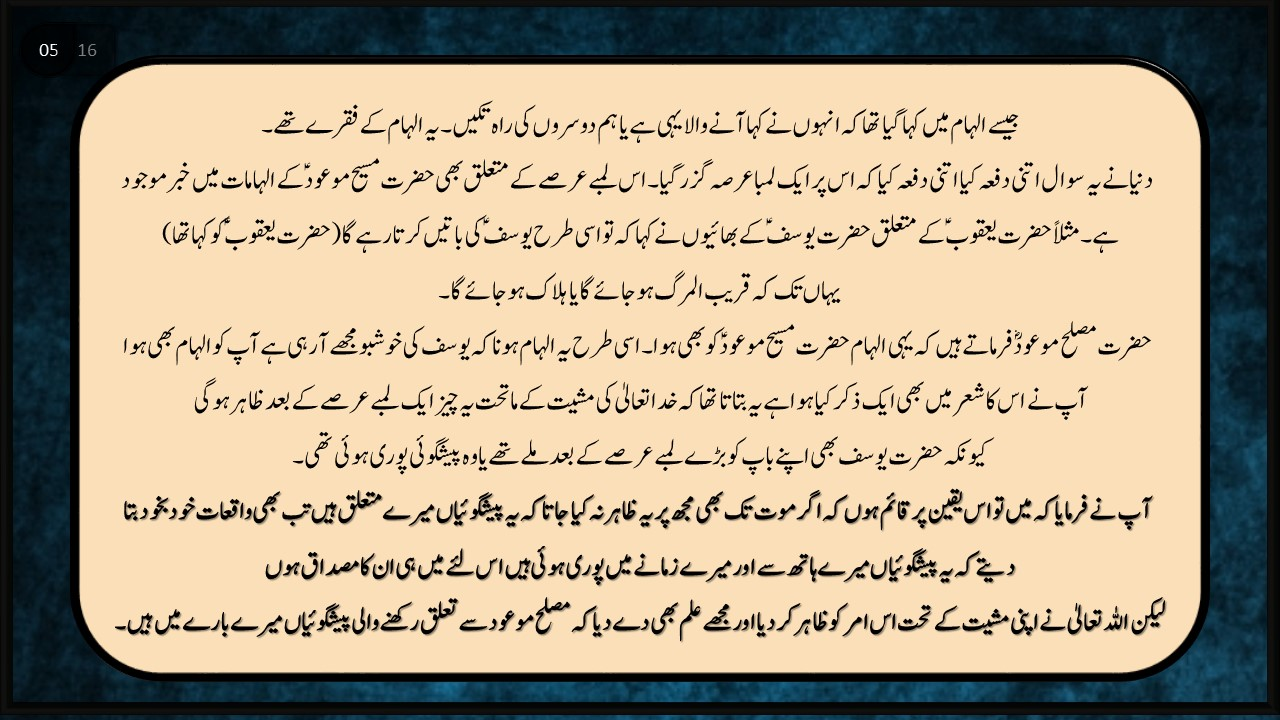 05 16
جیسے الہام میں کہا گیا تھا کہ انہوں نے کہا آنے والا یہی ہے یا ہم دوسروں کی راہ تکیں۔ یہ الہام کے فقرے تھے۔
دنیا نے یہ سوال اتنی دفعہ کیا اتنی دفعہ کیا کہ اس پر ایک لمبا عرصہ گزر گیا۔ اس لمبے عرصے کے متعلق بھی حضرت مسیح موعودؑ کے الہامات میں خبر موجود
ہے۔ مثلاً حضرت یعقوبؑ کے متعلق حضرت یوسفؑ کے بھائیوں نے کہا کہ تو اسی طرح یوسفؑ کی باتیں کرتا رہے گا (حضرت یعقوبؑ کو کہا تھا)
یہاں تک کہ قریب المرگ ہو جائے گا یا ہلاک ہو جائے گا۔
حضرت مصلح موعودؓ فرماتے ہیں کہ یہی الہام حضرت مسیح موعودؑ کو بھی ہوا۔ اسی طرح یہ الہام ہونا کہ یوسف کی خوشبو مجھے آ رہی ہے آپ کو الہام بھی ہوا
آپ نے اس کا شعر میں بھی ایک ذکر کیا ہوا ہے یہ بتاتا تھا کہ خدا تعالیٰ کی مشیت کے ماتحت یہ چیز ایک لمبے عرصے کے بعد ظاہر ہو گی
کیونکہ حضرت یوسف بھی اپنے باپ کو بڑے لمبے عرصے کے بعد ملے تھے یا وہ پیشگوئی پوری ہوئی تھی۔
آپ نے فرمایا کہ میں تو اس یقین پر قائم ہوں کہ اگر موت تک بھی مجھ پر یہ ظاہر نہ کیا جاتا کہ یہ پیشگوئیاں میرے متعلق ہیں تب بھی واقعات خود بخود بتا
دیتے کہ یہ پیشگوئیاں میرے ہاتھ سے اور میرے زمانے میں پوری ہوئی ہیں اس لئے میں ہی ان کا مصداق ہوں
لیکن اللہ تعالیٰ نے اپنی مشیت کے تحت اس امر کو ظاہر کر دیا اور مجھے علم بھی دے دیا کہ مصلح موعود سے تعلق رکھنے والی پیشگوئیاں میرے بارے میں ہیں۔